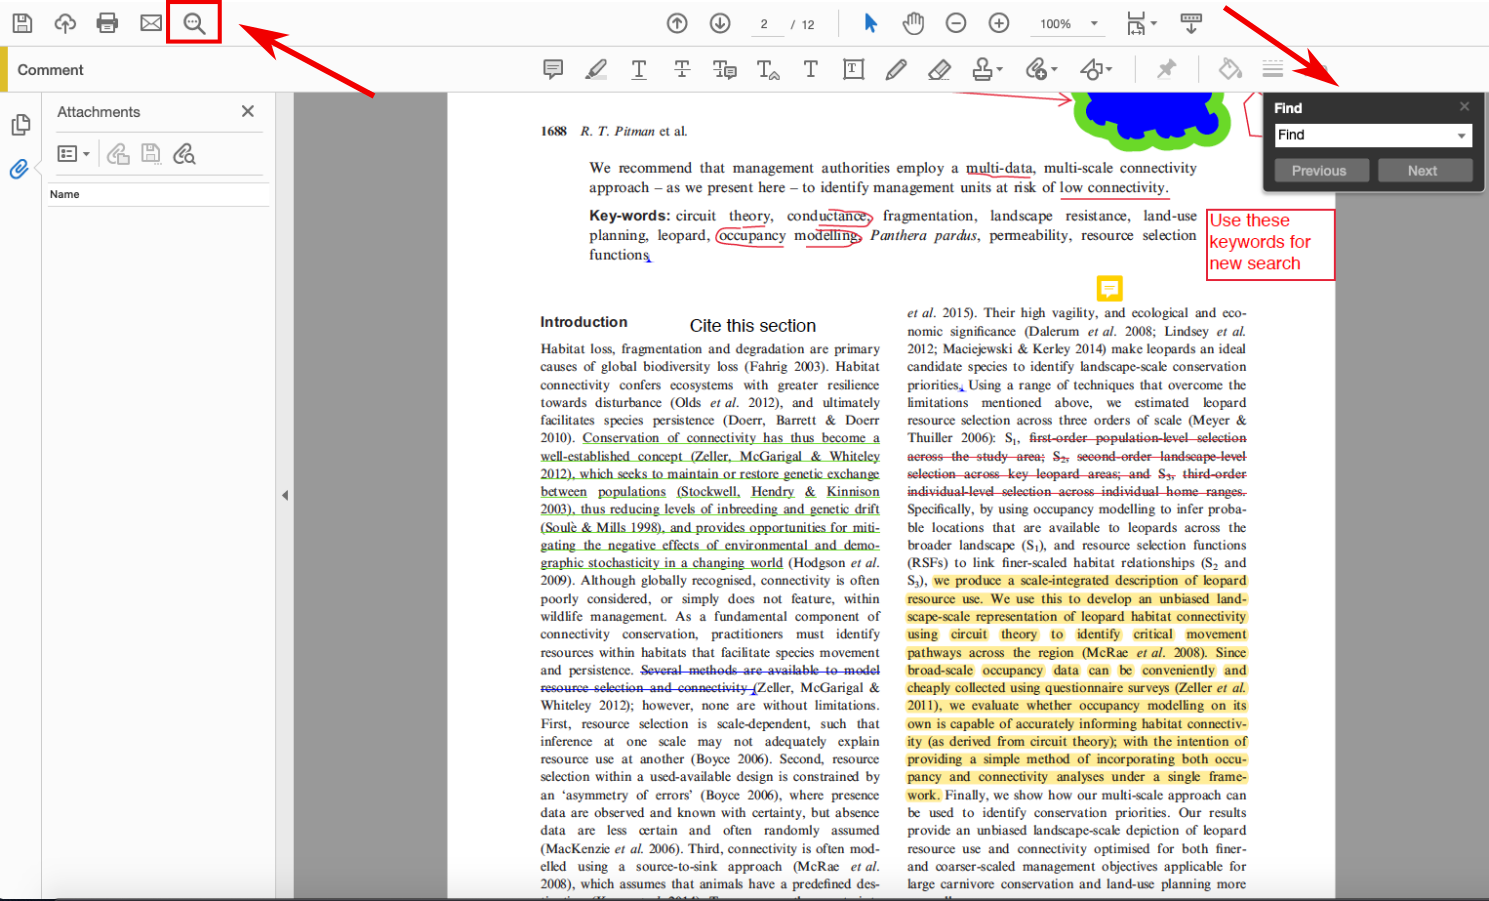 2 / 12
100%
Comment
Attachments
Name
Find
Find
Previous Next
1688 R. T. Pitman et al.
We recommend that management authorities employ a multi-data, multi-scale connectivity
approach – as we present here – to identify management units at risk of low connectivity.
Key-words: circuit theory, conductance, fragmentation, landscape resistance, land-use
planning, leopard, occupancy modelling, Panthera pardus, permeability, resource selection
functions
Use these
keywords for
new search
Introduction
Cite this section
Habitat loss, fragmentation and degradation are primary
causes of global biodiversity loss (Fahrig 2003). Habitat
connectivity confers ecosystems with greater resilience
towards disturbance (Olds et al. 2012), and ultimately
facilitates species persistence (Doerr, Barrett & Doerr
2010). Conservation of connectivity has thus become a
well-established concept (Zeller, McGarigal & Whiteley
2012), which seeks to maintain or restore genetic exchange
between populations (Stockwell, Hendry & Kinnison
2003), thus reducing levels of inbreeding and genetic drift
(Soulè & Mills 1998), and provides opportunities for miti-
gating the negative effects of environmental and demo-
graphic stochasticity in a changing world (Hodgson et al.
2009). Although globally recognised, connectivity is often
poorly considered, or simply does not feature, within
wildlife management. As a fundamental component of
connectivity conservation, practitioners must identify
resources within habitats that facilitate species movement
and persistence. Several methods are available to model
resource selection and connectivity (Zeller, McGarigal &
Whiteley 2012); however, none are without limitations.
First, resource selection is scale-dependent, such that
inference at one scale may not adequately explain
resource use at another (Boyce 2006). Second, resource
selection within a used-available design is constrained by
an ‘asymmetry of errors’ (Boyce 2006), where presence
data are observed and known with certainty, but absence
data are less certain and often randomly assumed
(MacKenzie et al. 2006). Third, connectivity is often mod-
elled using a source-to-sink approach (McRae et al.
2008), which assumes that animals have a predefined des-
et al. 2015). Their high vagility, and ecological and eco-
nomic significance (Dalerum et al. 2008; Lindsey et al.
2012; Maciejewski & Kerley 2014) make leopards an ideal
candidate species to identify landscape-scale conservation
priorities. Using a range of techniques that overcome the
limitations mentioned above, we estimated leopard
resource selection across three orders of scale (Meyer &
Thuiller 2006): S1, first-order population-level selection
across the study area; S2, second-order landscape-level
selection across key leopard areas; and S3, third-order
individual-level selection across individual home ranges.
Specifically, by using occupancy modelling to infer proba-
ble locations that are available to leopards across the
broader landscape (S1), and resource selection functions
(RSFs) to link finer-scaled habitat relationships (S2 and
S3), we produce a scale-integrated description of leopard
resource use. We use this to develop an unbiased land-
scape-scale representation of leopard habitat connectivity
using circuit theory to identify critical movement
pathways across the region (McRae et al. 2008). Since
broad-scale occupancy data can be conveniently and
cheaply collected using questionnaire surveys (Zeller et al.
2011), we evaluate whether occupancy modelling on its
own is capable of accurately informing habitat connectiv-
ity (as derived from circuit theory); with the intention of
providing a simple method of incorporating both occu-
pancy and connectivity analyses under a single frame-
work. Finally, we show how our multi-scale approach can
be used to identify conservation priorities. Our results
provide an unbiased landscape-scale depiction of leopard
resource use and connectivity optimised for both finer-
and coarser-scaled management objectives applicable for
large carnivore conservation and land-use planning more